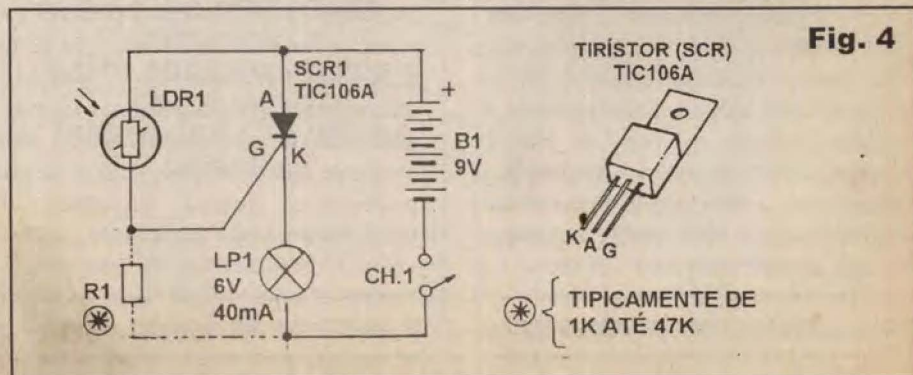 Fig. 4
TIRÍSTOR (SCR)
TIC106A
SCR1
TIC106A
LDR1
A
G
K
+
B1
9V
LP1
6V
40mA
CH.1
R1
K A G
TIPICAMENTE DE
1K ATÉ 47K